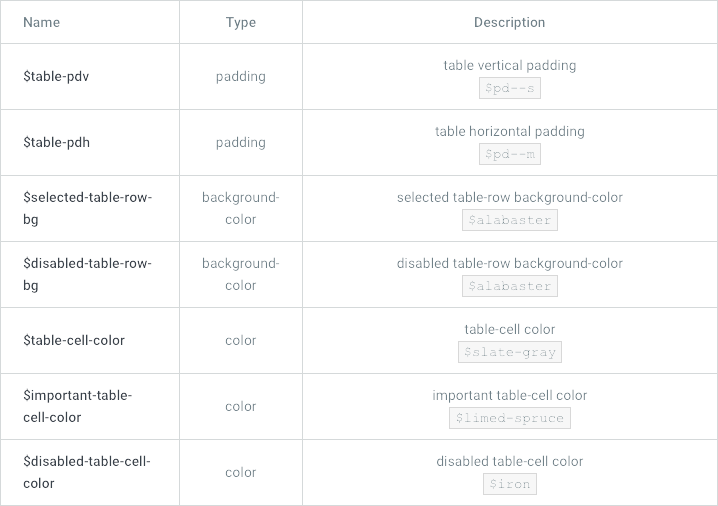 Name Type Description
$table-pdv padding table vertical padding
$pd--s
$table-pdh padding table horizontal padding
$pd--m
$selected-table-row-
bg
background-
color
selected table-row background-color
$alabaster
$disabled-table-row-
bg
background-
color
disabled table-row background-color
$alabaster
$table-cell-color color table-cell color
$slate-gray
$important-table-
cell-color
color
important table-cell color
$limed-spruce
$disabled-table-cell-
color
color
disabled table-cell color
$iron